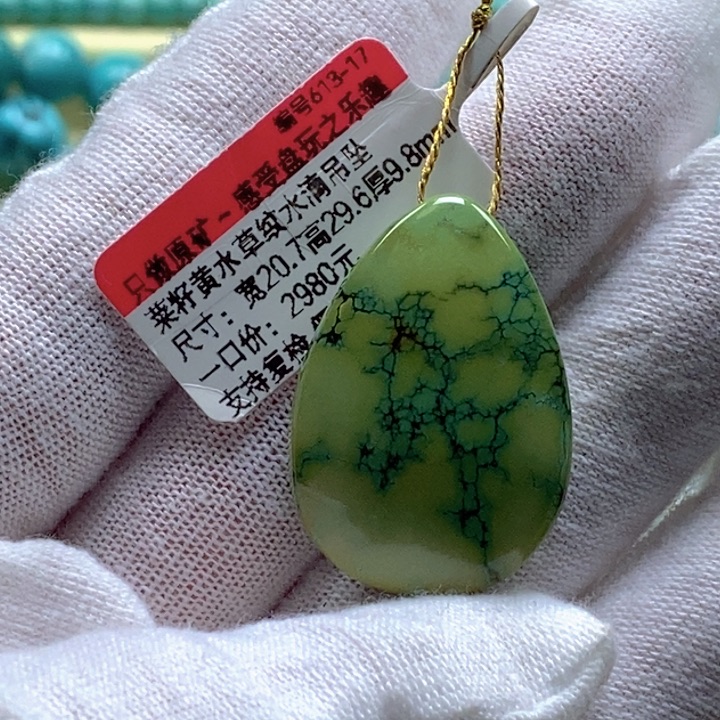 编号613-17
只做原矿-感受盘玩之乐趣
菜籽黄水草纹水滴吊坠
尺寸：宽20.7高29.6厚9.8mm
一口价：2980元
支持复检